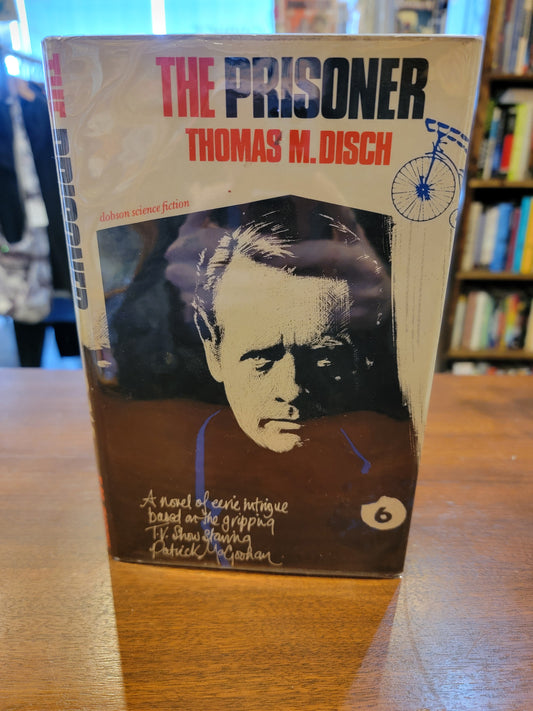 THE PRISONER
THOMAS M. DISCH
dobson science fiction
A novel of eerie intrigue
based on the gripping
T.V. Show starring
Patrick McGoohan
6
THE PRISONER